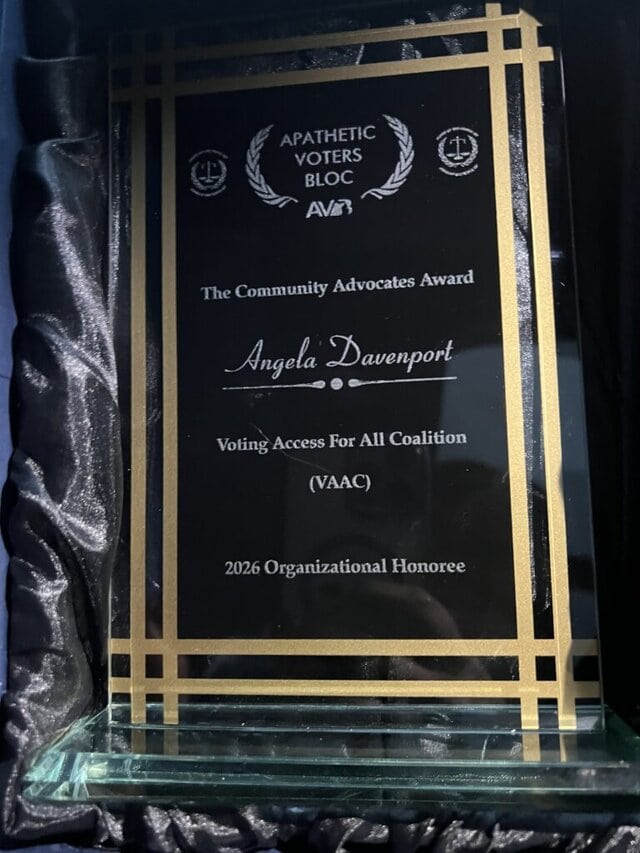 APATHETIC
VOTERS
BLOC
AVB
The Community Advocates Award
Angela Davenport
Voting Access For All Coalition
(VAAC)
2026 Organizational Honoree